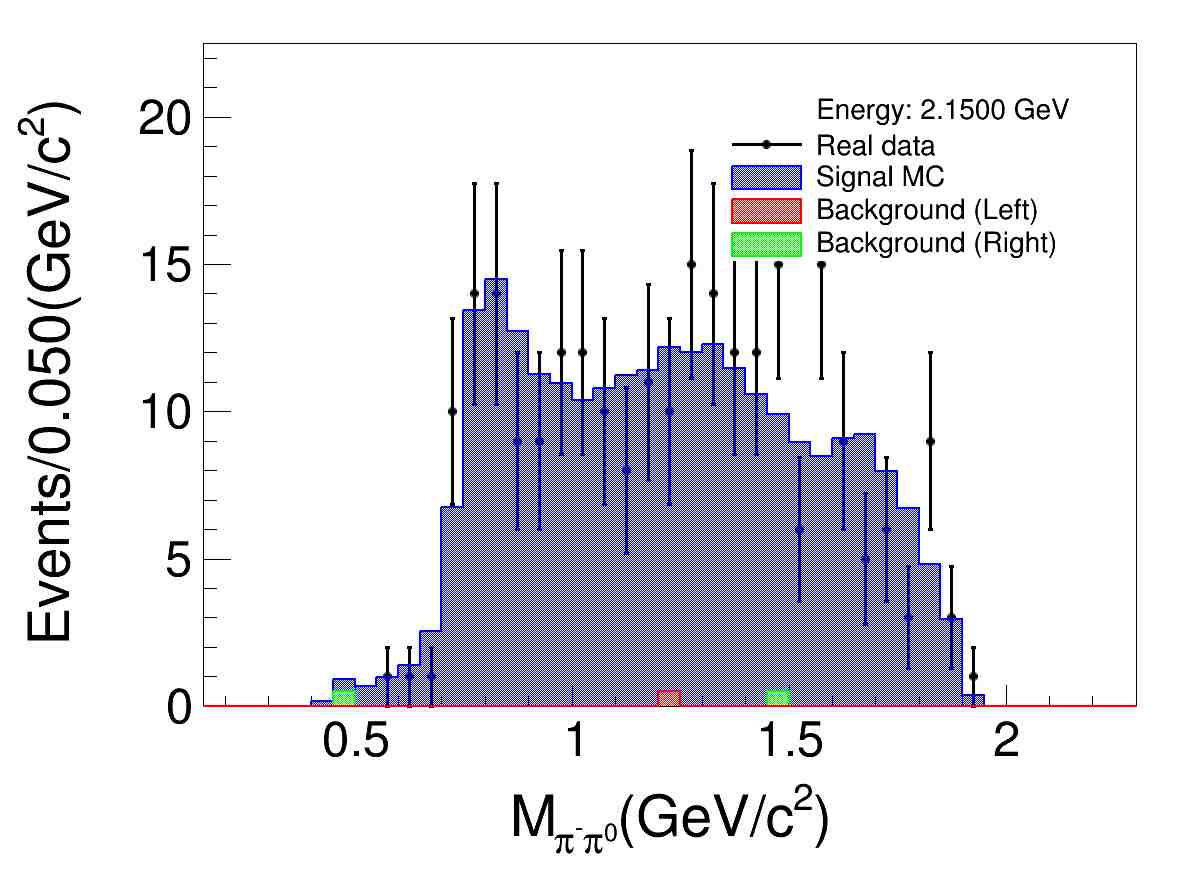 Events/0.050(GeV/c²)
20
15
10
5
0
Energy: 2.1500 GeV
Real data
Signal MC
Background (Left)
Background (Right)
0.5 1 1.5 2
M_π⁻π⁰(GeV/c²)